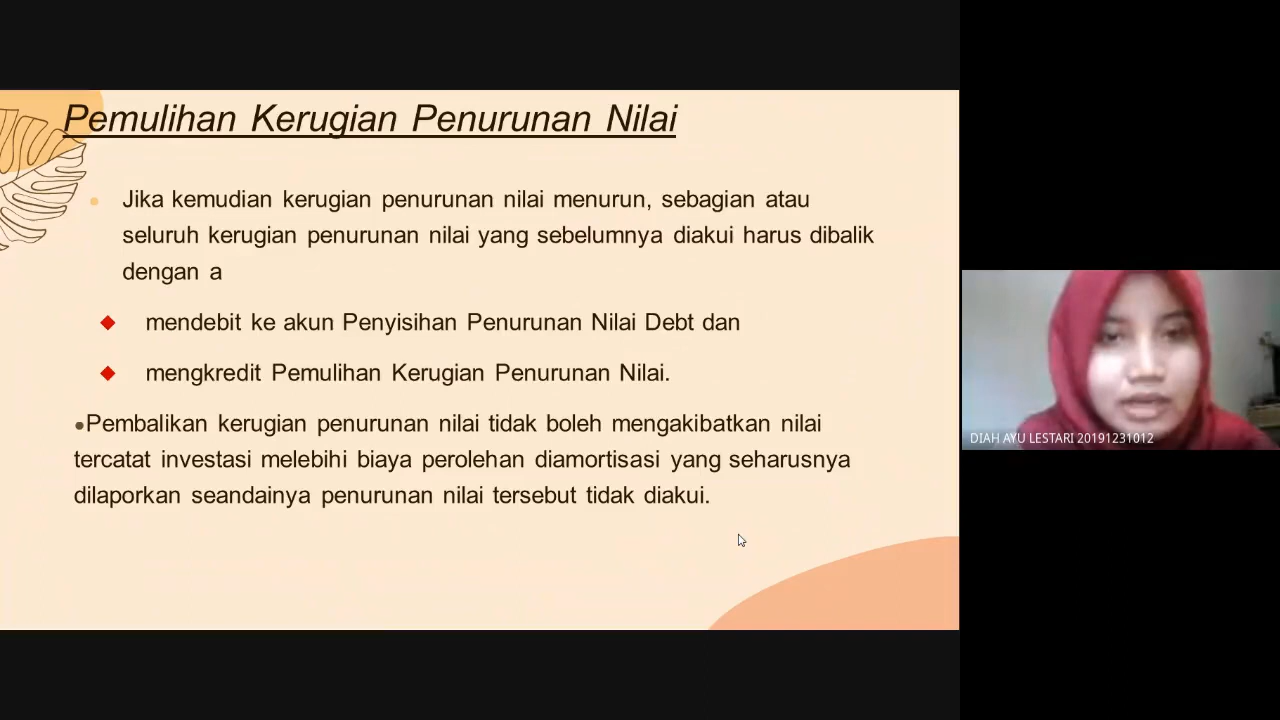 Pemulihan Kerugian Penurunan Nilai
Jika kemudian kerugian penurunan nilai menurun, sebagian atau
seluruh kerugian penurunan nilai yang sebelumnya diakui harus dibalik
dengan a
mendebit ke akun Penyisihan Penurunan Nilai Debt dan
mengkredit Pemulihan Kerugian Penurunan Nilai.
•Pembalikan kerugian penurunan nilai tidak boleh mengakibatkan nilai
tercatat investasi melebihi biaya perolehan diamortisasi yang seharusnya
dilaporkan seandainya penurunan nilai tersebut tidak diakui.
DIAH AYU LESTARI 20191231012